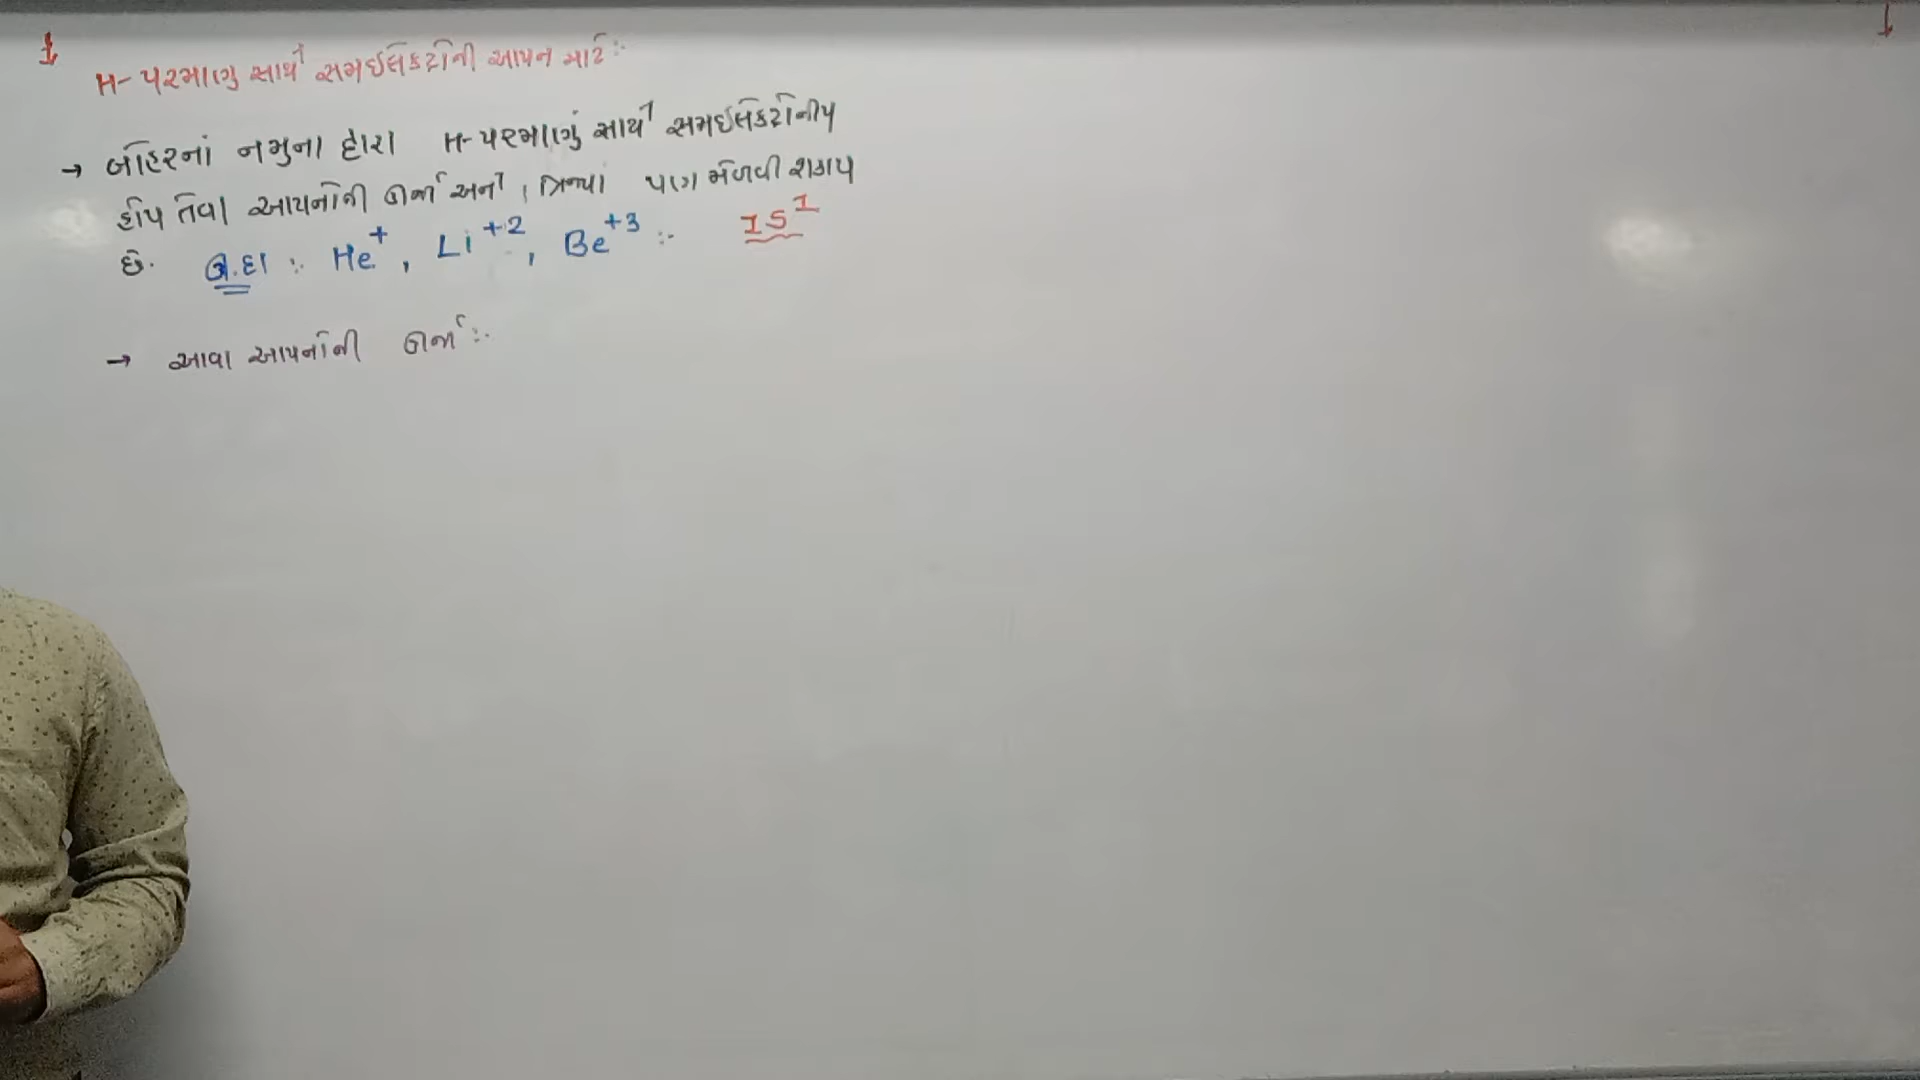 H- પરમાણુ સાથે સમઇલેક્ટ્રોની આયન માટે :-
→ બોહરનાં નમુના દ્વારા H- પરમાણું સાથે સમઇલેક્ટ્રોનીય
હોય તેવા આયનોની ઊર્જા અને, ત્રિજ્યા પણ મેળવી શકાય
છે. ઉ.દા :. He⁺ , Li⁺² , Be⁺³ :- 1S¹
→ આવા આયનોની ઊર્જા :-